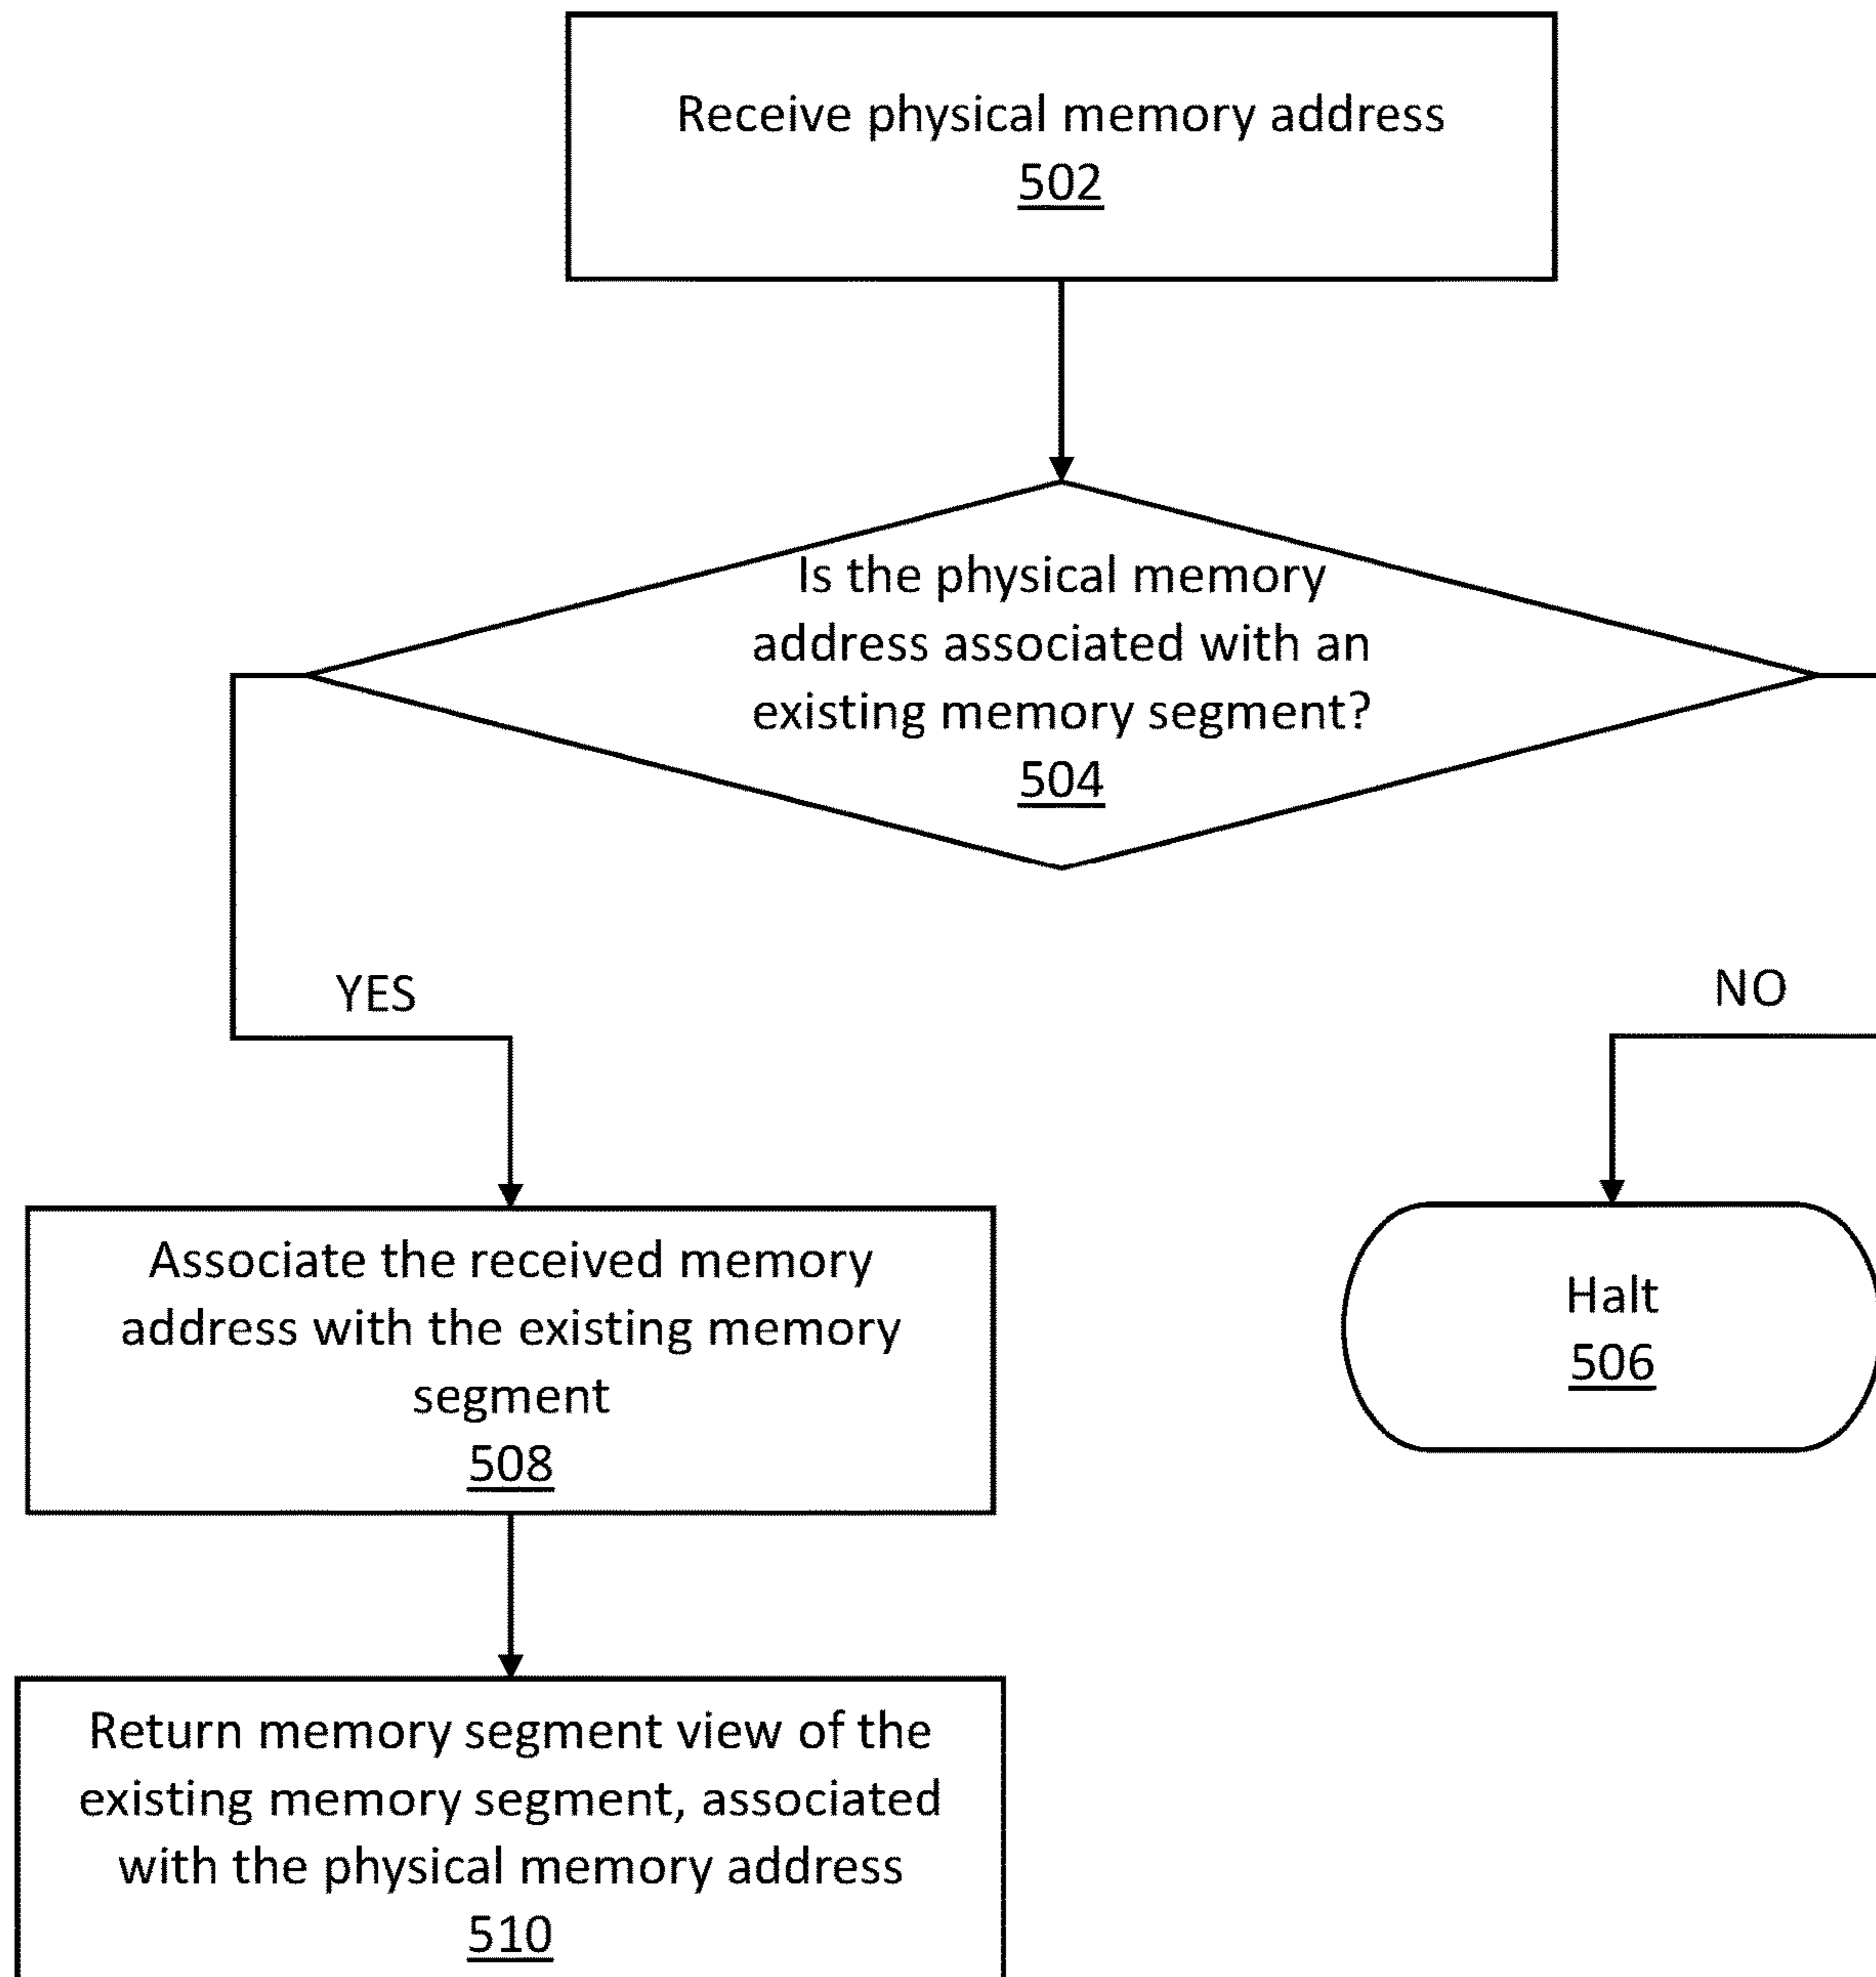 Receive physical memory address
502
Is the physical memory
address associated with an
existing memory segment?
504
YES
NO
Associate the received memory
address with the existing memory
segment
508
Halt
506
Return memory segment view of the
existing memory segment, associated
with the physical memory address
510